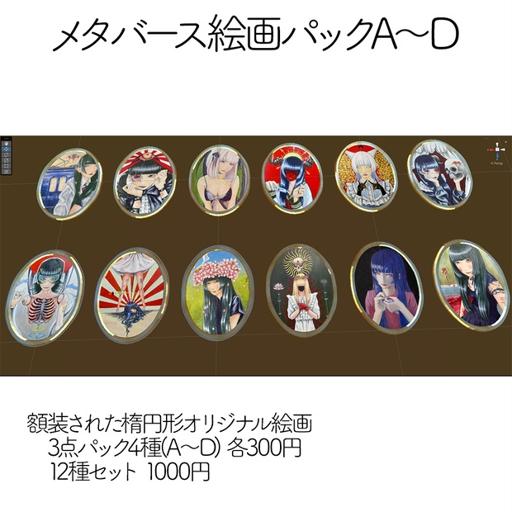 メタバース絵画パックA～D
額装された楕円形オリジナル絵画
3点パック4種(A～D) 各300円
12種セット 1000円